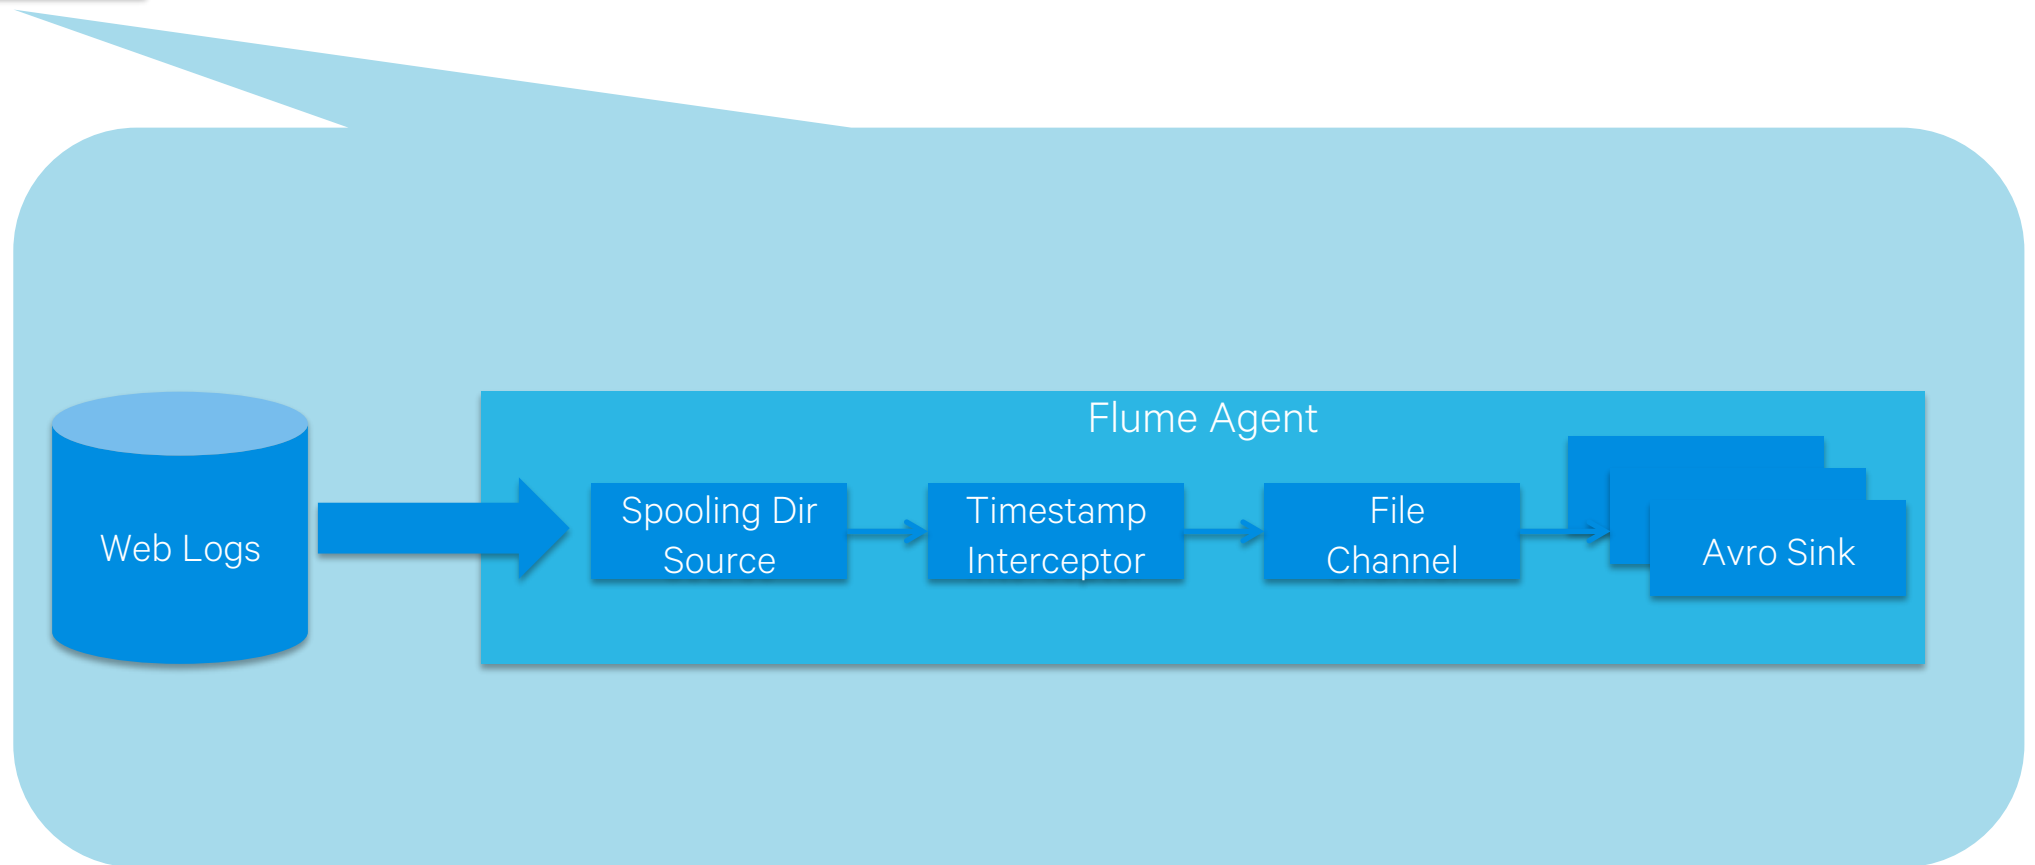 Flume Agent
Web Logs
Spooling Dir
Source
Timestamp
Interceptor
File
Channel
Avro Sink